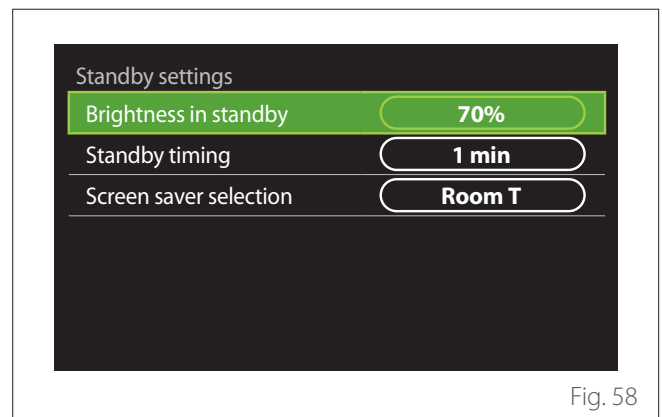 Standby settings
Brightness in standby 70%
Standby timing 1 min
Screen saver selection Room T
Fig. 58